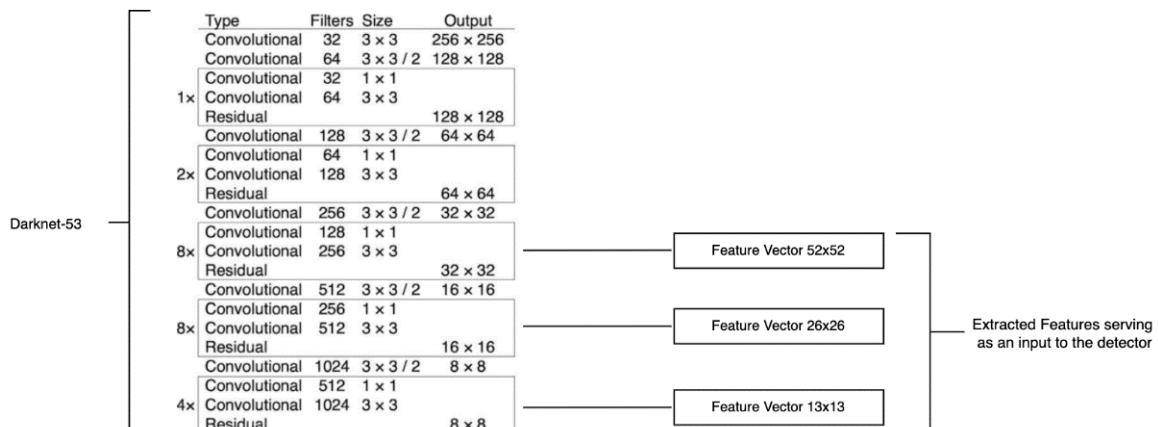 Type Filters Size Output
Convolutional 32 3 × 3 256 × 256
Convolutional 64 3 × 3 / 2 128 × 128
Convolutional 32 1 × 1
1× Convolutional 64 3 × 3
Residual 128 × 128
Convolutional 128 3 × 3 / 2 64 × 64
Convolutional 64 1 × 1
2× Convolutional 128 3 × 3
Residual 64 × 64
Convolutional 256 3 × 3 / 2 32 × 32
Darknet-53
Convolutional 128 1 × 1
8× Convolutional 256 3 × 3
Feature Vector 52x52
Residual 32 × 32
Convolutional 512 3 × 3 / 2 16 × 16
Convolutional 256 1 × 1
8× Convolutional 512 3 × 3
Feature Vector 26x26
Extracted Features serving
as an input to the detector
Residual 16 × 16
Convolutional 1024 3 × 3 / 2 8 × 8
Convolutional 512 1 × 1
4× Convolutional 1024 3 × 3
Feature Vector 13x13
Residual 8 × 8